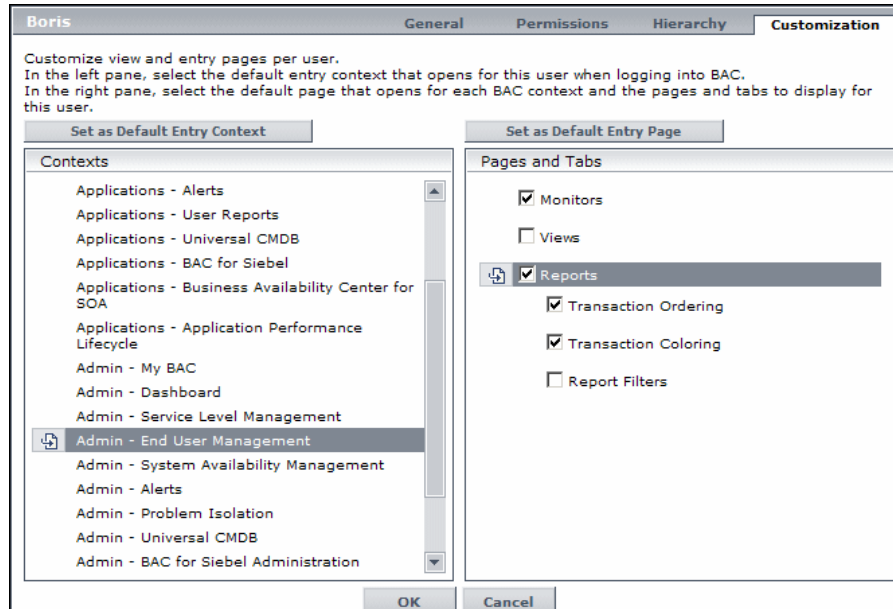 Boris
General
Permissions
Hierarchy
Customization
Customize view and entry pages per user.
In the left pane, select the default entry context that opens for this user when logging into BAC.
In the right pane, select the default page that opens for each BAC context and the pages and tabs to display for
this user.
Set as Default Entry Context
Set as Default Entry Page
Contexts
Applications - Alerts
Applications - User Reports
Applications - Universal CMDB
Applications - BAC for Siebel
Applications - Business Availability Center for
SOA
Applications - Application Performance
Lifecycle
Admin - My BAC
Admin - Dashboard
Admin - Service Level Management
Admin - End User Management
Admin - System Availability Management
Admin - Alerts
Admin - Problem Isolation
Admin - Universal CMDB
Admin - BAC for Siebel Administration
Pages and Tabs
Monitors
Views
Reports
Transaction Ordering
Transaction Coloring
Report Filters
OK
Cancel